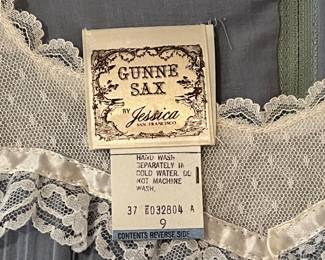 GUNNE
SAX
BY Jessica
SAN FRANCISCO
HAND WASH
SEPARATELY IN
COLD WATER. DO
NOT MACHINE
WASH.
37 E032804 A
9
CONTENTS REVERSE SIDE